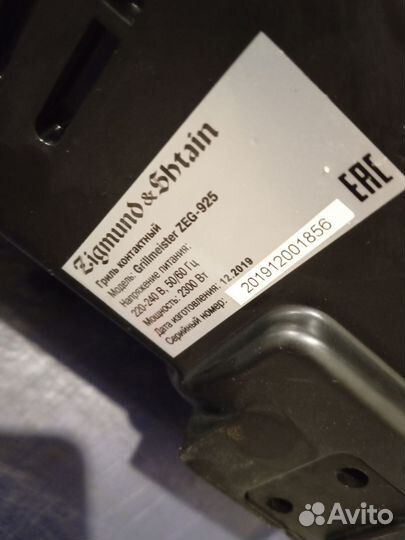 Zigmund & Shtain
Гриль контактный
Модель: Grillmeister ZEG-925
Напряжение питания:
220-240 В, 50/60 Гц
Мощность: 2300 Вт
Дата изготовления: 12.2019
Серийный номер: 201912001856
EAC
Avito